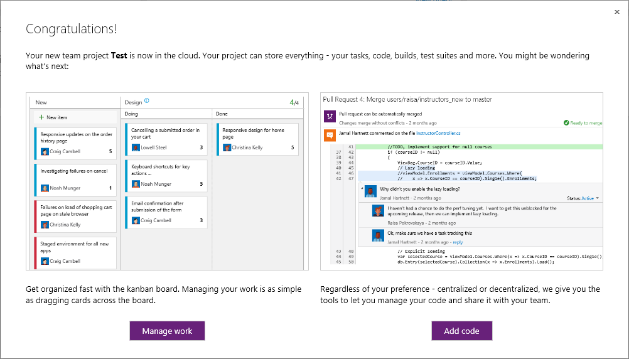 Congratulations!
Your new team project Test is now in the cloud. Your project can store everything - your tasks, code, builds, test suites and more. You might be wondering
what's next:
New
Design
4/4
Doing
Done
+ New item
Responsive updates on the order
history page
Craig Cambell 5
Investigating failures on cancel
Noah Munger 1
Failures on load of shopping cart
page on stale browser
Christina Kelly
Staged environment for all new
apps
Craig Cambell
Cancelling a submitted order in
your cart
Lowell Steel 3
Keyboard shortcuts for key
actions...
Noah Munger 5
Email confirmation after
submission of the form
Craig Cambell 3
Responsive design for home
page
Christina Kelly 5
Get organized fast with the kanban board. Managing your work is as simple
as dragging cards across the board.
Manage work
Pull Request 4: Merge users/raisa/instructors_new to master
Pull request can be automatically merged
Changes merge without conflicts - 2 months ago
Ready to merge
Jamal Hartnett commented on the file InstructorController.cs
//TODO, implement support for null courses
if (courseID != null)
{
ViewBag.CourseID = courseID.Value;
// Lazy loading
//viewModel.Enrollments = viewModel.Courses.Where(
// x => x.CourseID == courseID).Single().Enrollments;
Why didn't you enable the lazy loading?
Jamal Hartnett - 2 months ago
Status: Active
I haven't had a chance to do the perf tuning yet. I want to get this unblocked for the
upcoming release, then we can implement lazy loading.
Raisa Pokrovskaya - 2 months ago
Ok, make sure we have a task tracking this
Jamal Hartnett - 2 months ago - reply
// Explicit loading
var selectedCourse = viewModel.Courses.Where(x => x.CourseID == courseID).Single()
db.Entry(selectedCourse).Collection(x => x.Enrollments).Load();
Regardless of your preference - centralized or decentralized, we give you the
tools to let you manage your code and share it with your team.
Add code